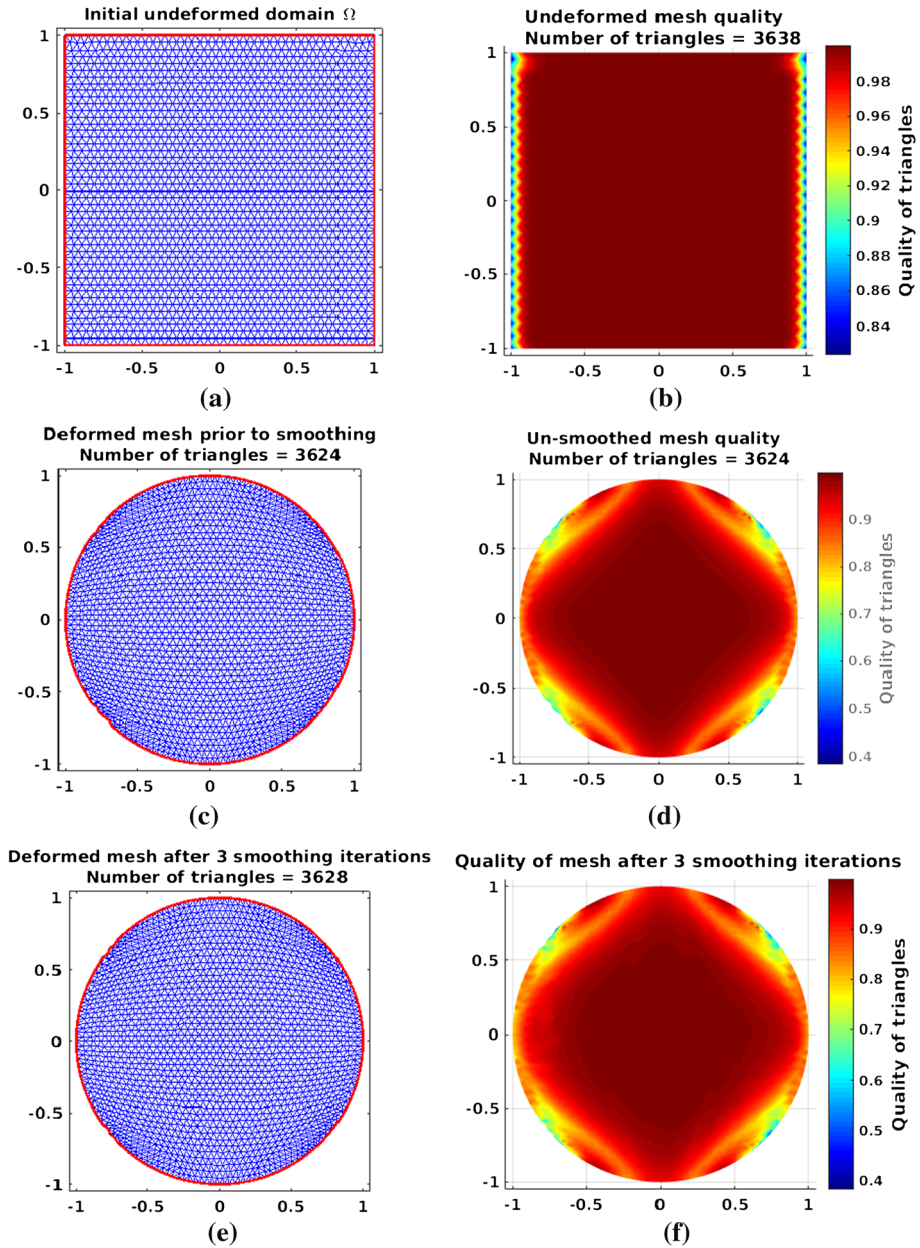 Initial undeformed domain Ω
1
0.5
0
-0.5
-1
-1 -0.5 0 0.5 1
(a)
Undeformed mesh quality
Number of triangles = 3638
1
0.5
0
-0.5
-1
-1 -0.5 0 0.5 1
0.98
0.96
0.94
0.92
0.9
0.88
0.86
0.84
Quality of triangles
(b)
Deformed mesh prior to smoothing
Number of triangles = 3624
1
0.5
0
-0.5
-1
-1 -0.5 0 0.5 1
(c)
Un-smoothed mesh quality
Number of triangles = 3624
1
0.5
0
-0.5
-1
-1 -0.5 0 0.5 1
0.9
0.8
0.7
0.6
0.5
0.4
Quality of triangles
(d)
Deformed mesh after 3 smoothing iterations
Number of triangles = 3628
1
0.5
0
-0.5
-1
-1 -0.5 0 0.5 1
(e)
Quality of mesh after 3 smoothing iterations
1
0.5
0
-0.5
-1
-1 -0.5 0 0.5 1
0.9
0.8
0.7
0.6
0.5
0.4
Quality of triangles
(f)